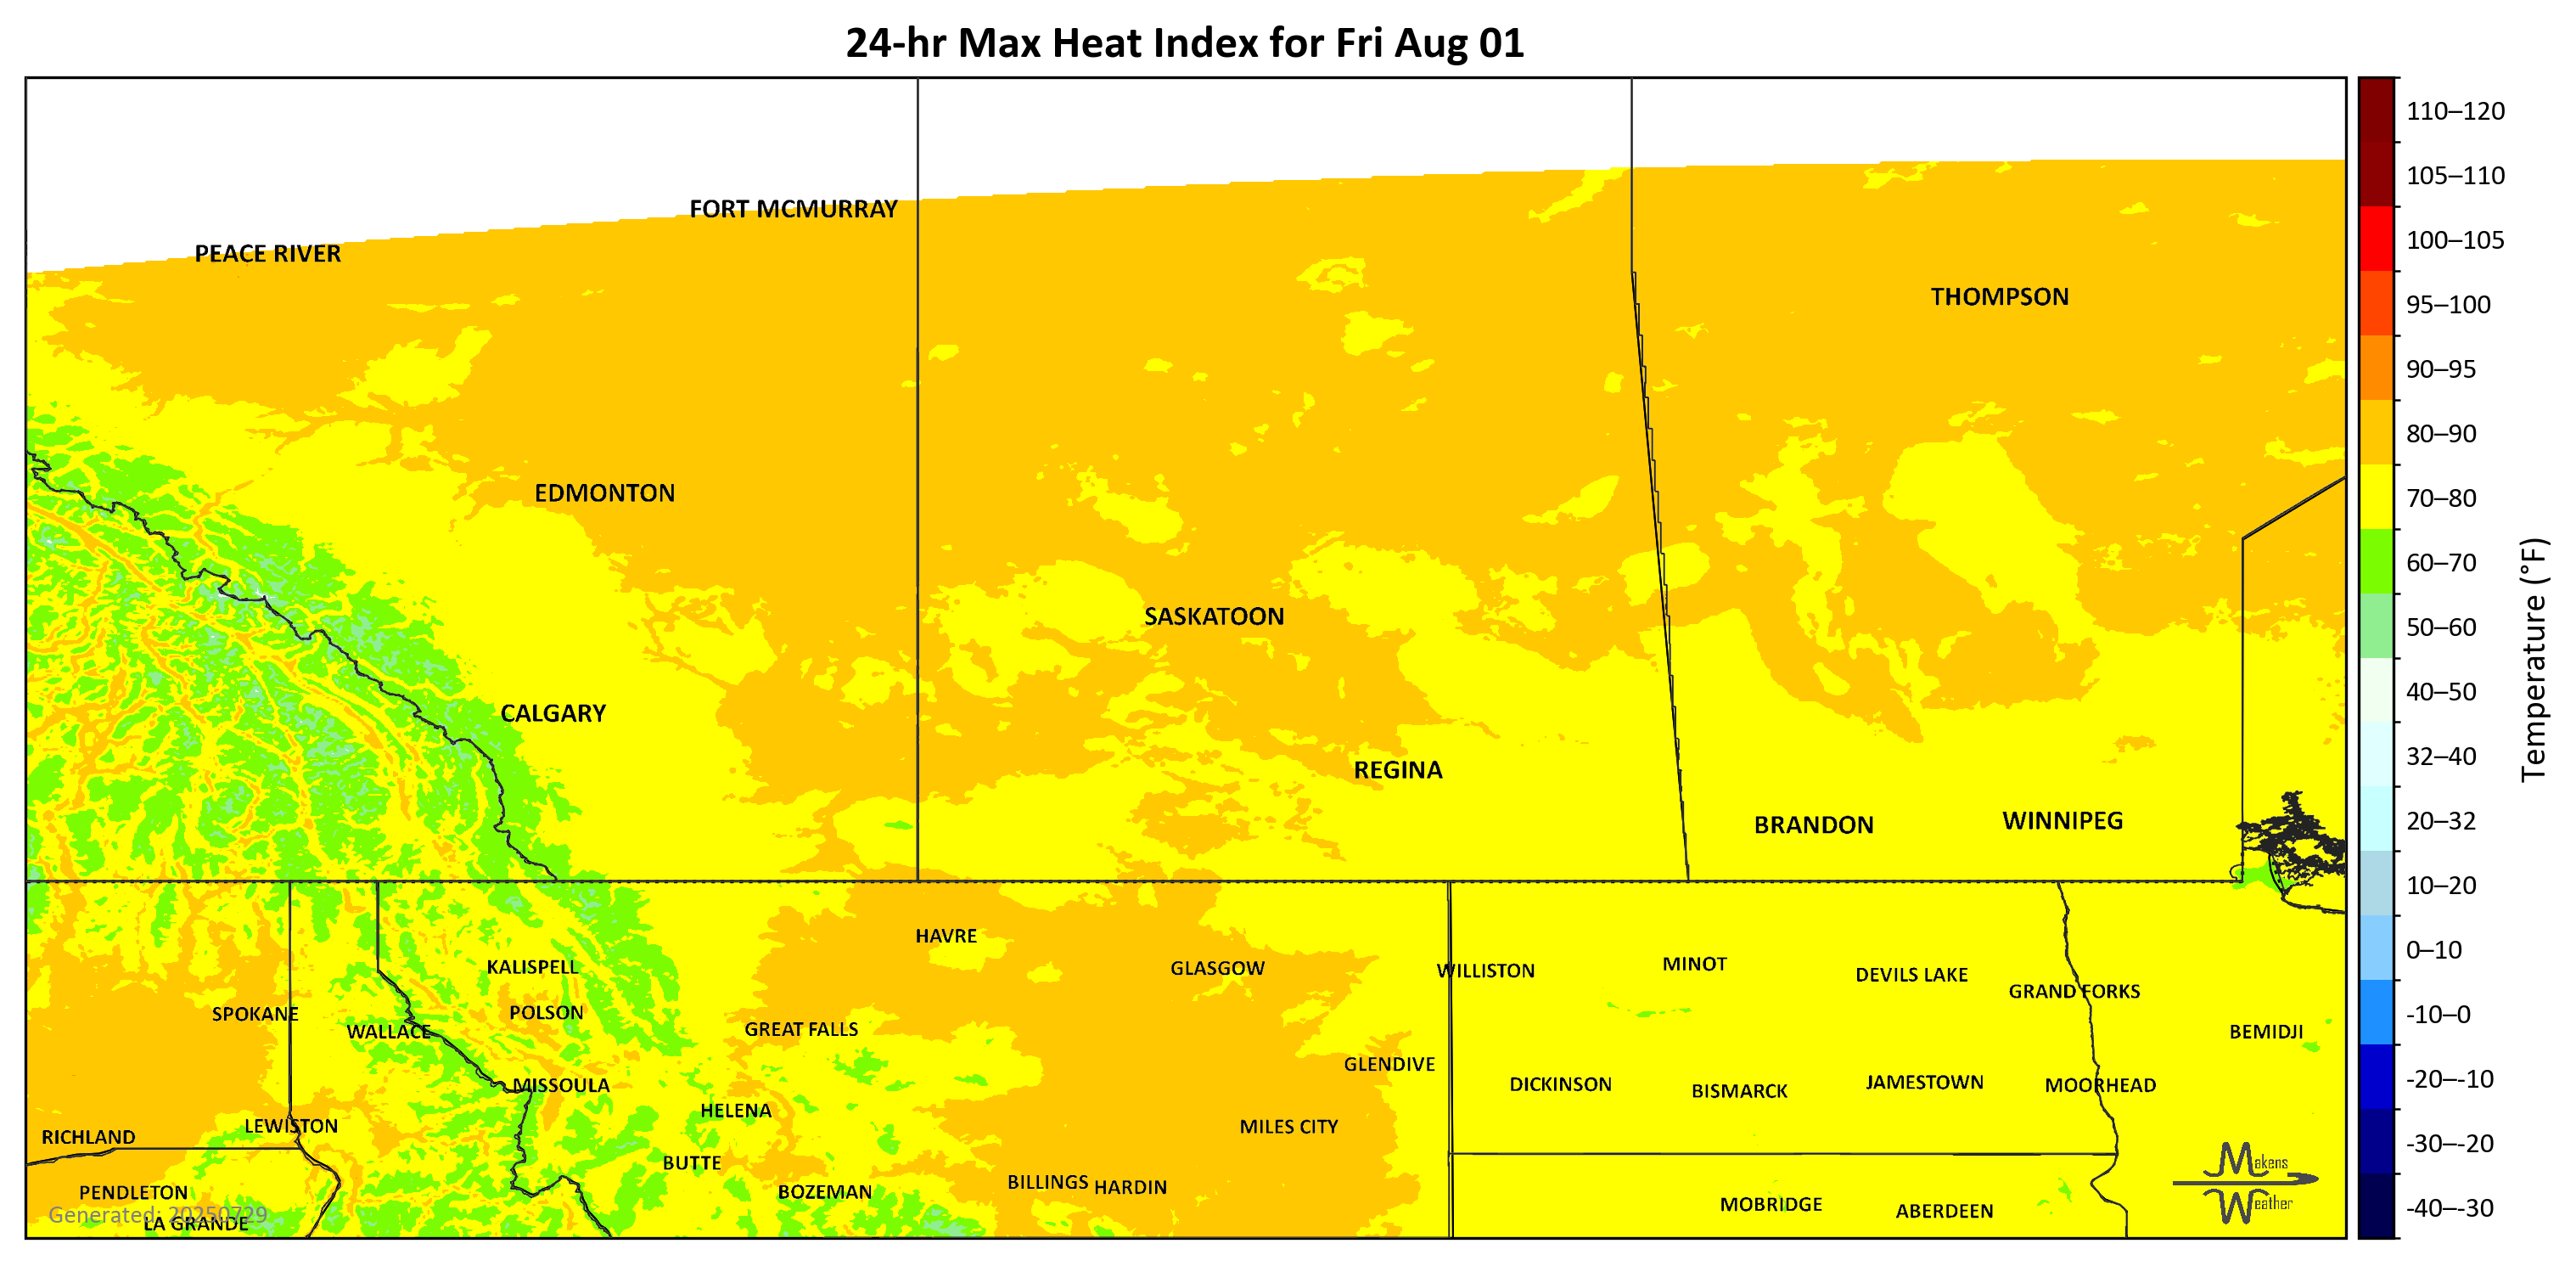 24-hr Max Heat Index for Fri Aug 01
110–120
105–110
100–105
95–100
90–95
80–90
70–80
60–70
50–60
40–50
32–40
20–32
10–20
0–10
-10–0
-20–-10
-30–-20
-40–-30
Temperature (°F)
FORT MCMURRAY
PEACE RIVER
THOMPSON
EDMONTON
SASKATOON
CALGARY
REGINA
BRANDON
WINNIPEG
HAVRE
KALISPELL
GLASGOW
WILLISTON
MINOT
DEVILS LAKE
GRAND FORKS
SPOKANE
POLSON
WALLACE
GREAT FALLS
BEMIDJI
GLENDIVE
MISSOULA
DICKINSON
BISMARCK
JAMESTOWN
MOORHEAD
HELENA
LEWISTON
MILES CITY
RICHLAND
BUTTE
BILLINGS
HARDIN
PENDLETON
BOZEMAN
MOBRIDGE
ABERDEEN
Generated: 20250729
LA GRANDE
Makens
Weather